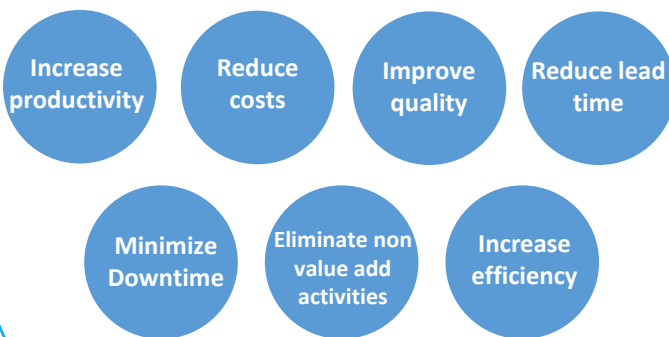 Increase
productivity
Reduce
costs
Improve
quality
Reduce lead
time
Minimize
Downtime
Eliminate non
value add
activities
Increase
efficiency